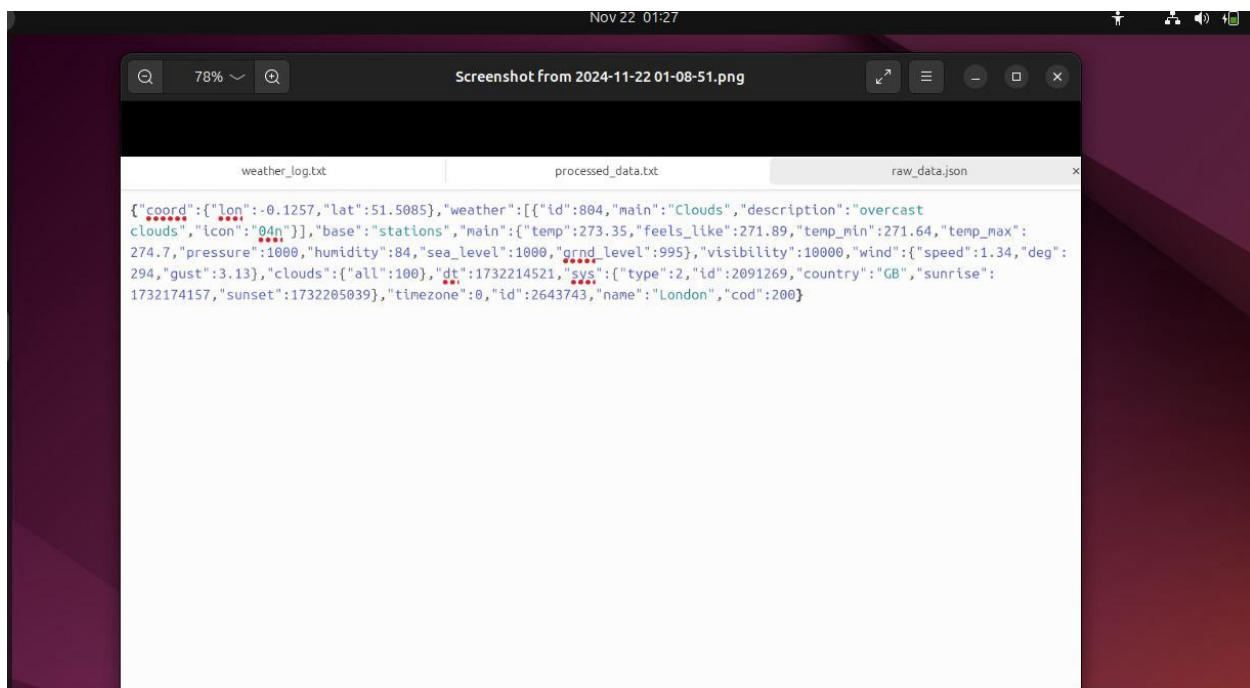 Nov 22 01:27
78%
Screenshot from 2024-11-22 01-08-51.png
weather_log.txt
processed_data.txt
raw_data.json
{"coord":{"lon":-0.1257,"lat":51.5085},"weather":[{"id":804,"main":"Clouds","description":"overcast
clouds","icon":"04n"}],"base":"stations","main":{"temp":273.35,"feels_like":271.89,"temp_min":271.64,"temp_max":
274.7,"pressure":1000,"humidity":84,"sea_level":1000,"grnd_level":995},"visibility":10000,"wind":{"speed":1.34,"deg":
294,"gust":3.13},"clouds":{"all":100},"dt":1732214521,"sys":{"type":2,"id":2091269,"country":"GB","sunrise":
1732174157,"sunset":1732205039},"timezone":0,"id":2643743,"name":"London","cod":200}